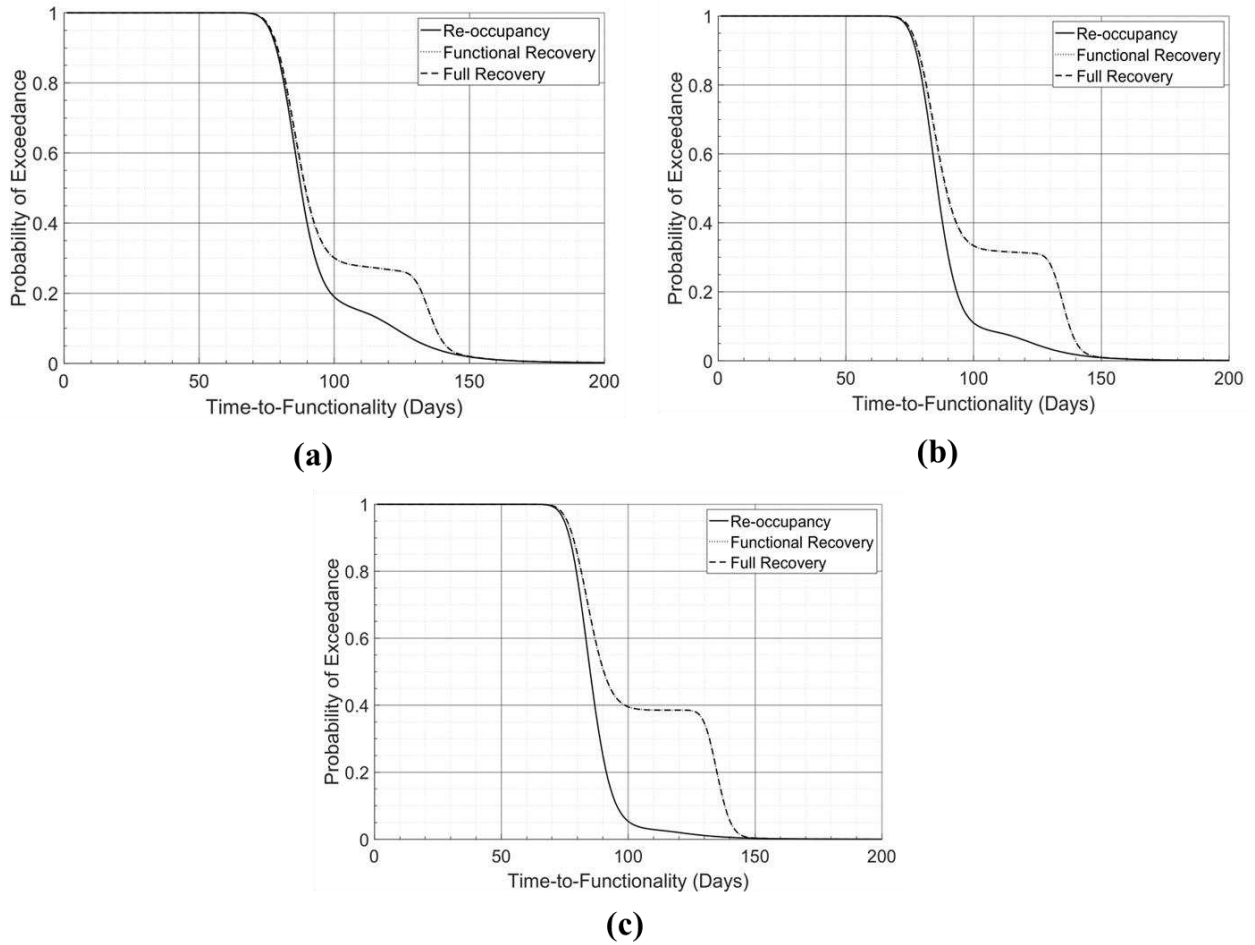 Probability of Exceedance
1
0.8
0.6
0.4
0.2
0
Re-occupancy
Functional Recovery
Full Recovery
0 50 100 150 200
Time-to-Functionality (Days)
(a)
Probability of Exceedance
1
0.8
0.6
0.4
0.2
0
Re-occupancy
Functional Recovery
Full Recovery
0 50 100 150 200
Time-to-Functionality (Days)
(b)
Probability of Exceedance
1
0.8
0.6
0.4
0.2
0
Re-occupancy
Functional Recovery
Full Recovery
0 50 100 150 200
Time-to-Functionality (Days)
(c)